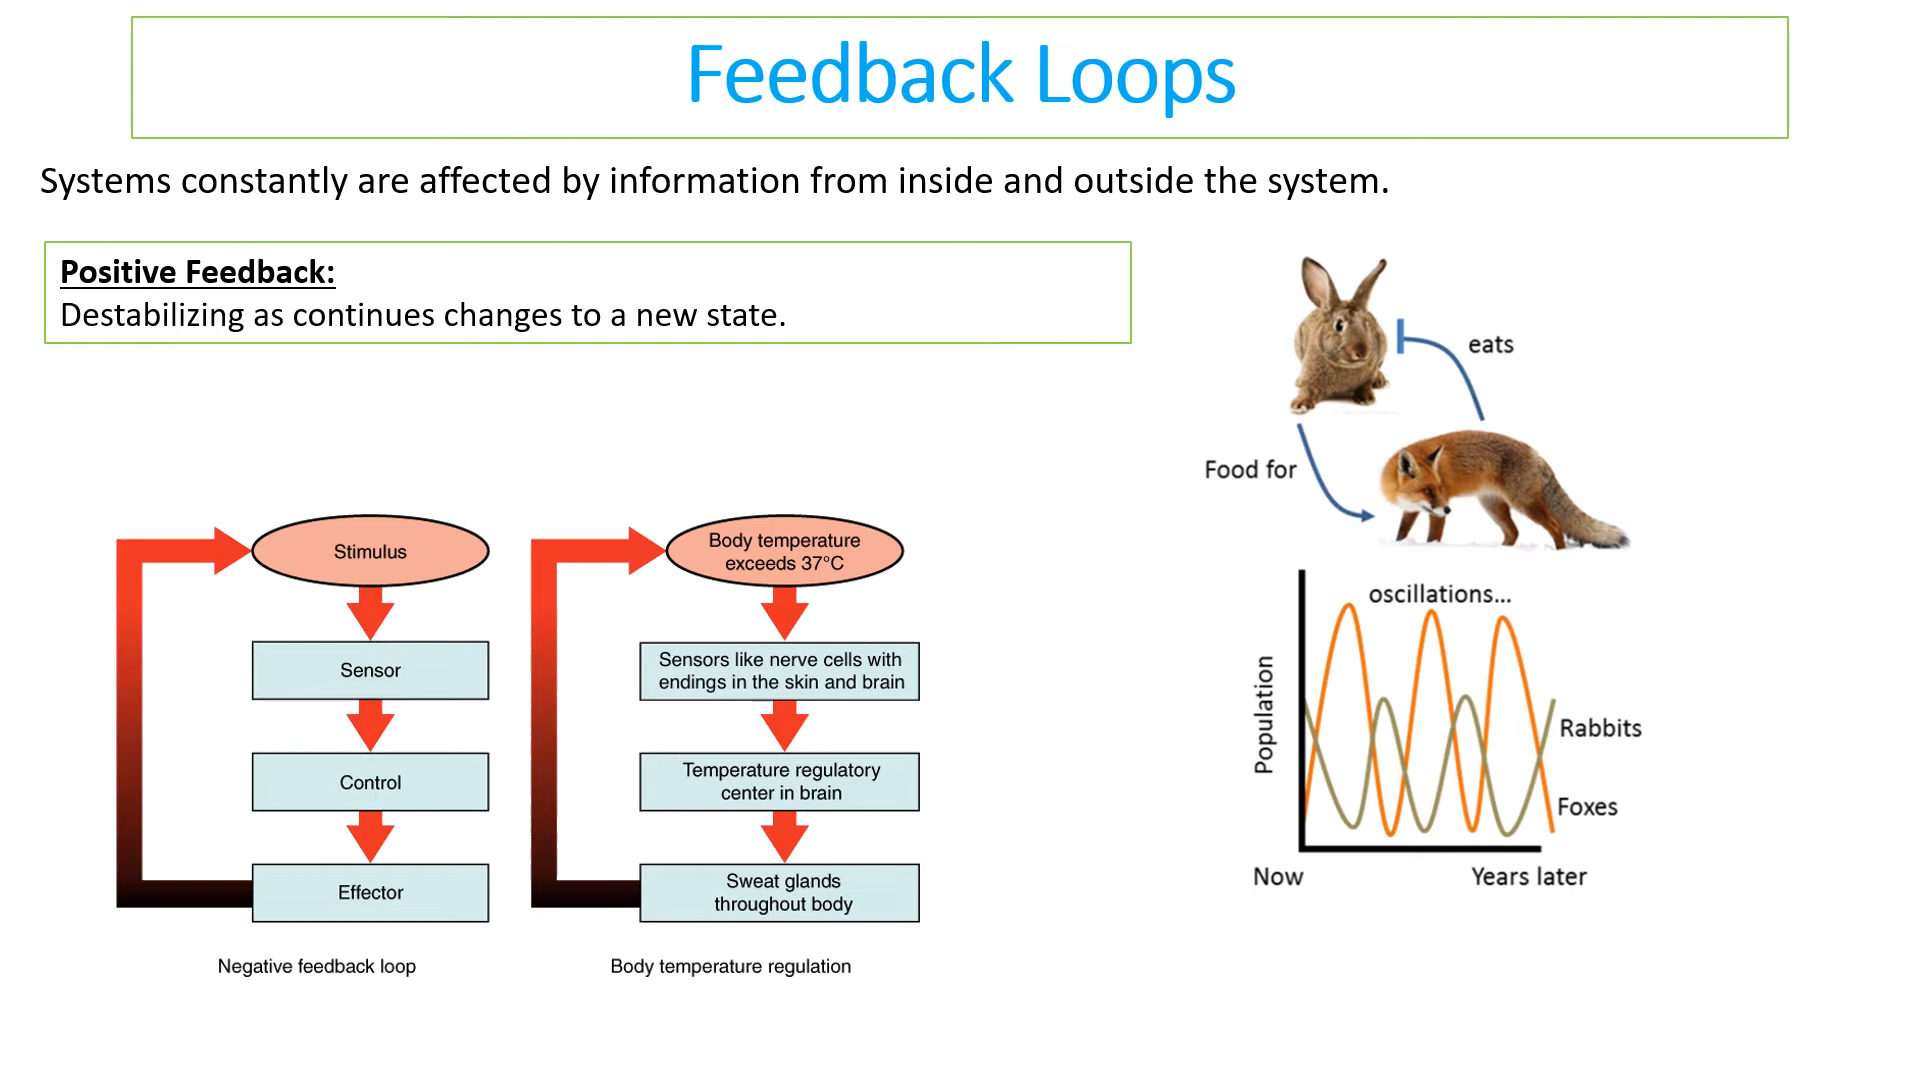 Feedback Loops
Systems constantly are affected by information from inside and outside the system.
Positive Feedback:
Destabilizing as continues changes to a new state.
Stimulus
Sensor
Control
Effector
Negative feedback loop
Body temperature
exceeds 37°C
Sensors like nerve cells with
endings in the skin and brain
Temperature regulatory
center in brain
Sweat glands
throughout body
Body temperature regulation
eats
Food for
oscillations...
Population
Rabbits
Foxes
Now
Years later